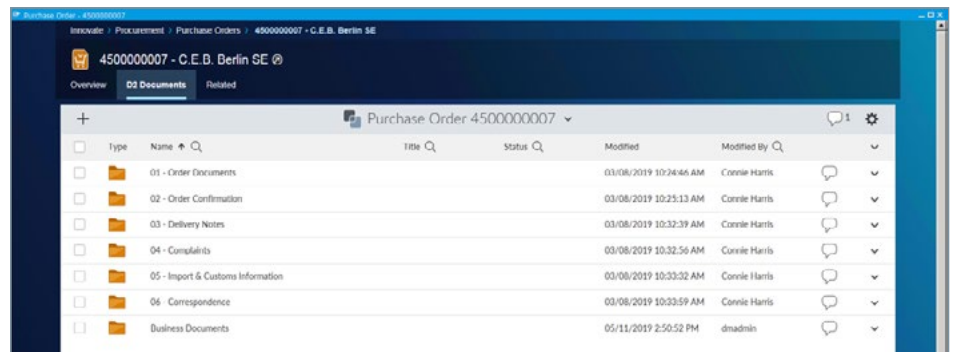 Purchase Order - 4500000007
Innovate > Procurement > Purchase Orders > 4500000007 - C.E.B. Berlin SE
4500000007 - C.E.B. Berlin SE
Overview D2 Documents Related
+ Purchase Order 4500000007 1
Type Name Title Status Modified Modified By
01 - Order Documents 03/08/2019 10:24:46 AM Connie Harris
02 - Order Confirmation 03/08/2019 10:25:13 AM Connie Harris
03 - Delivery Notes 03/08/2019 10:32:39 AM Connie Harris
04 - Complaints 03/08/2019 10:32:56 AM Connie Harris
05 - Import & Customs Information 03/08/2019 10:33:32 AM Connie Harris
06 - Correspondence 03/08/2019 10:33:59 AM Connie Harris
Business Documents 05/11/2019 2:50:52 PM dmadmin